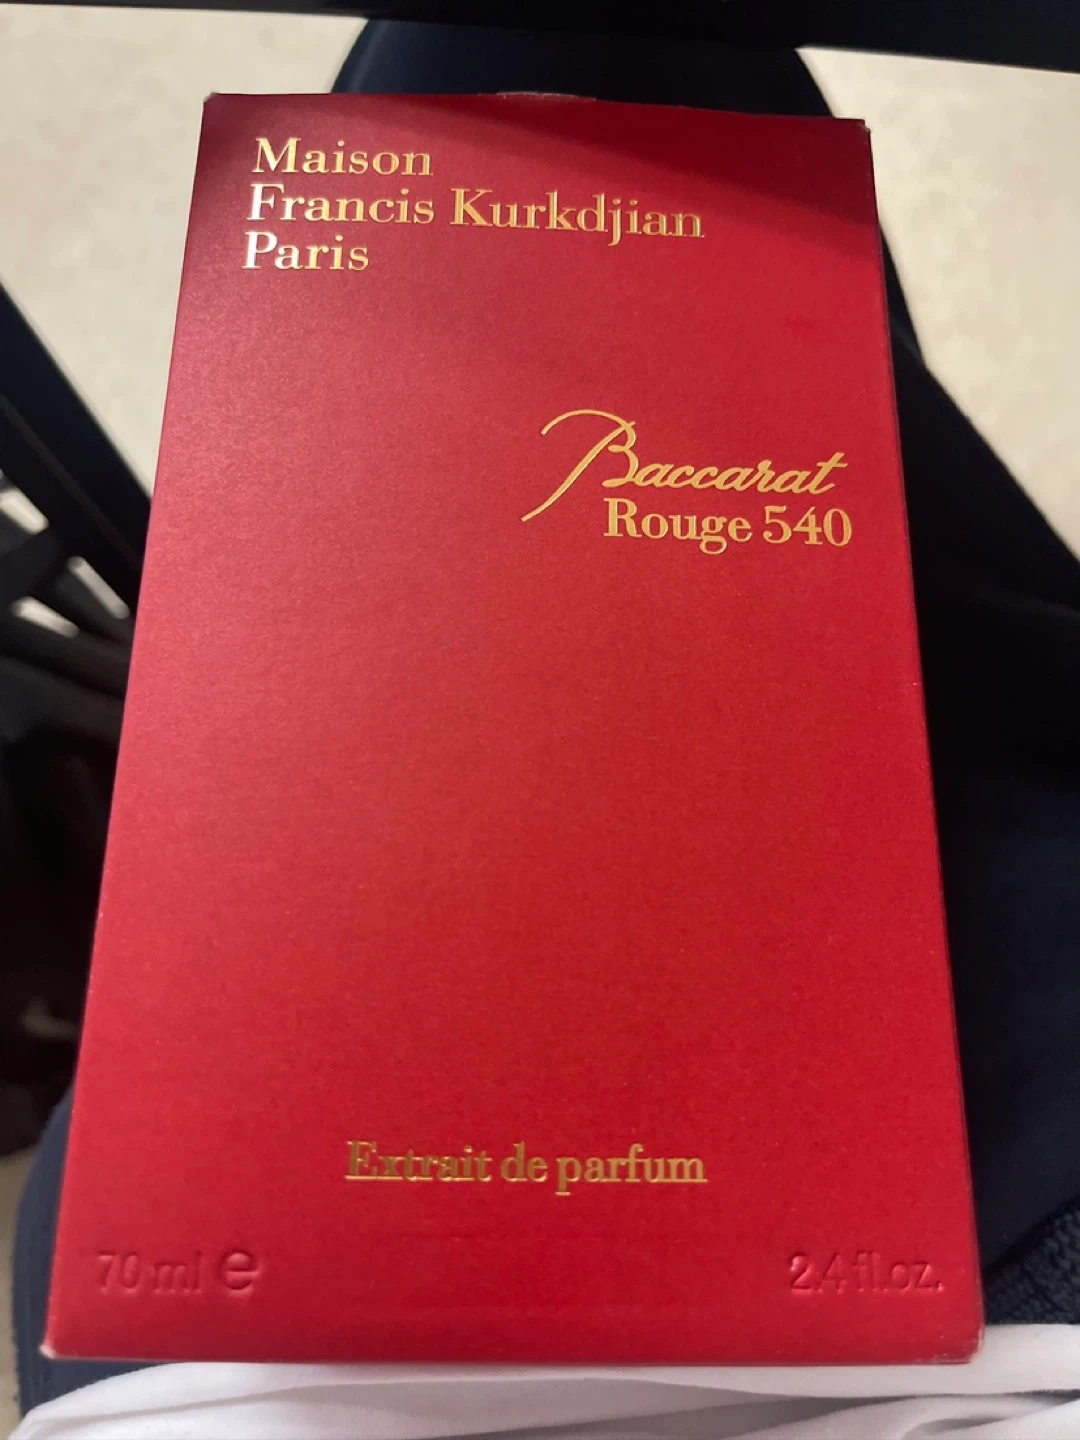 Maison
Francis Kurkdjian
Paris
Baccarat
Rouge 540
Extrait de parfum
70 ml e
2.4 fl.oz.